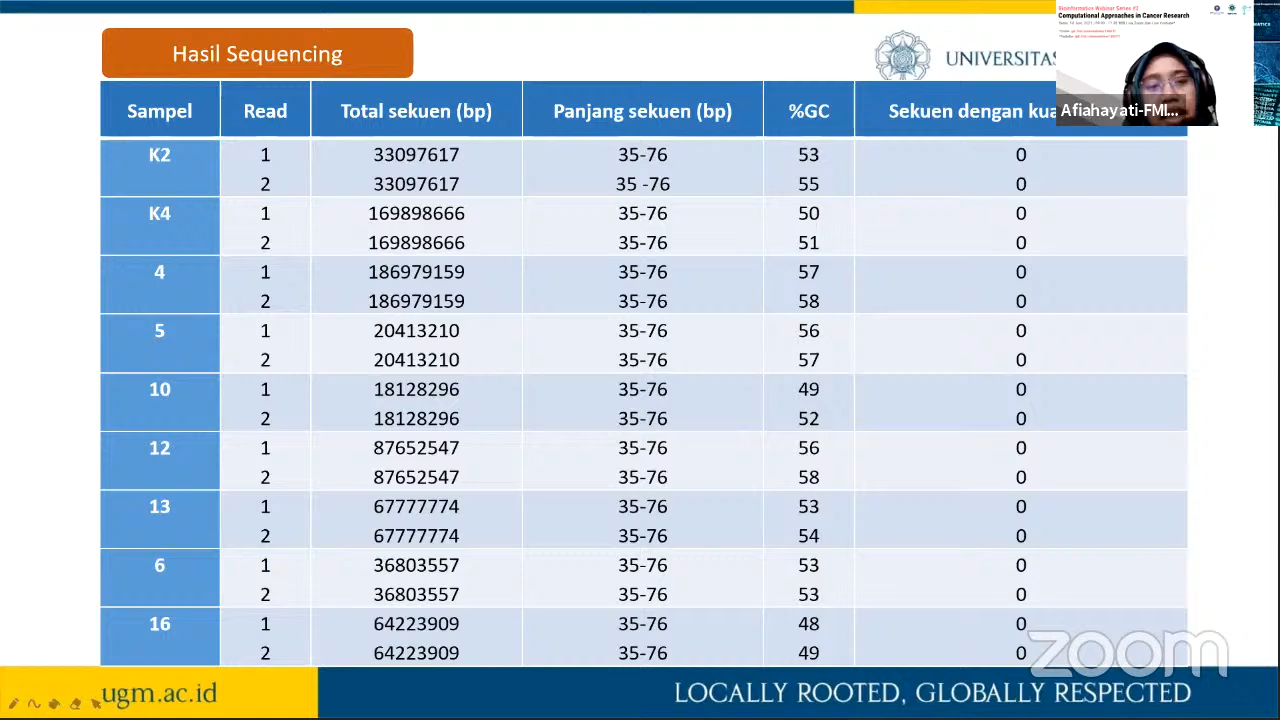 Bioinformatics Webinar Series #2
Computational Approaches in Cancer Research
Hasil Sequencing
UNIVERSITAS
Afiahayati-FMI...
Sampel Read Total sekuen (bp) Panjang sekuen (bp) %GC Sekuen dengan
K2 1 33097617 35-76 53 0
2 33097617 35 -76 55 0
K4 1 169898666 35-76 50 0
2 169898666 35-76 51 0
4 1 186979159 35-76 57 0
2 186979159 35-76 58 0
5 1 20413210 35-76 56 0
2 20413210 35-76 57 0
10 1 18128296 35-76 49 0
2 18128296 35-76 52 0
12 1 87652547 35-76 56 0
2 87652547 35-76 58 0
13 1 67777774 35-76 53 0
2 67777774 35-76 54 0
6 1 36803557 35-76 53 0
2 36803557 35-76 53 0
16 1 64223909 35-76 48 0
2 64223909 35-76 49 0
zoom
ugm.ac.id
LOCALLY ROOTED, GLOBALLY RESPECTED